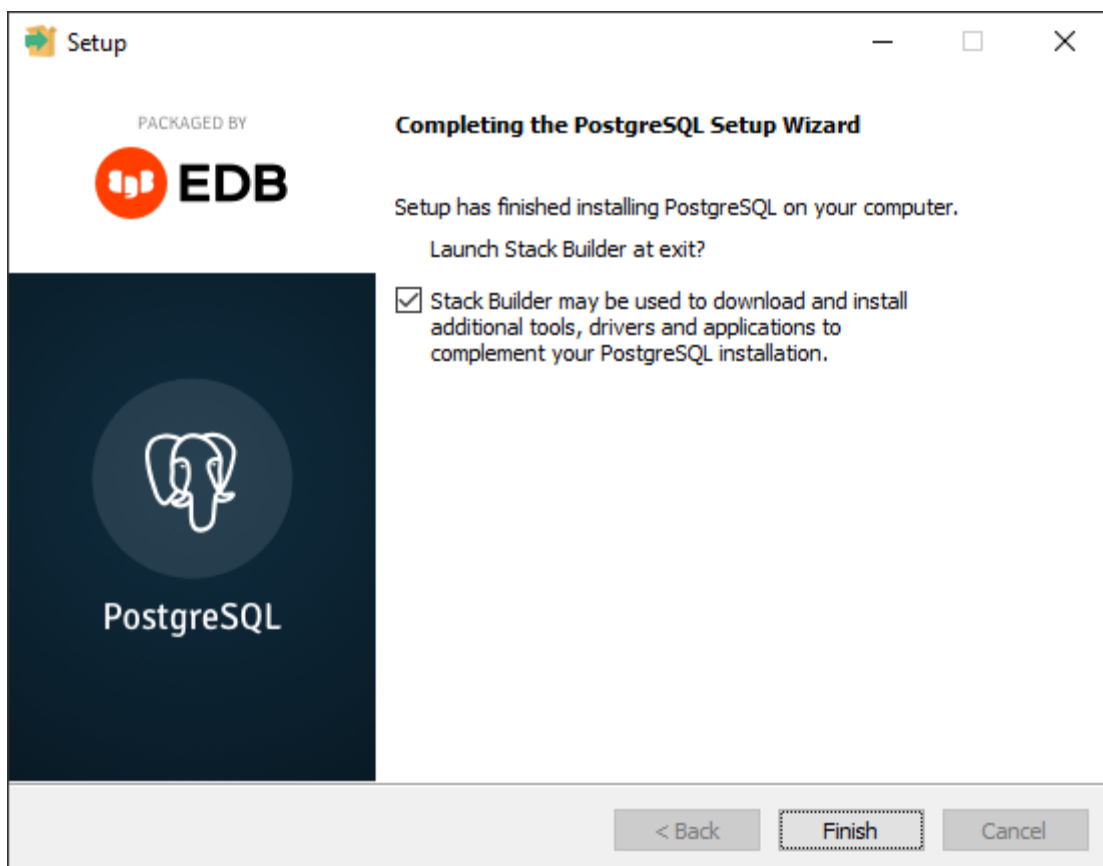 Setup
PACKAGED BY
EDB
Completing the PostgreSQL Setup Wizard
Setup has finished installing PostgreSQL on your computer.
Launch Stack Builder at exit?
Stack Builder may be used to download and install
additional tools, drivers and applications to
complement your PostgreSQL installation.
PostgreSQL
< Back
Finish
Cancel